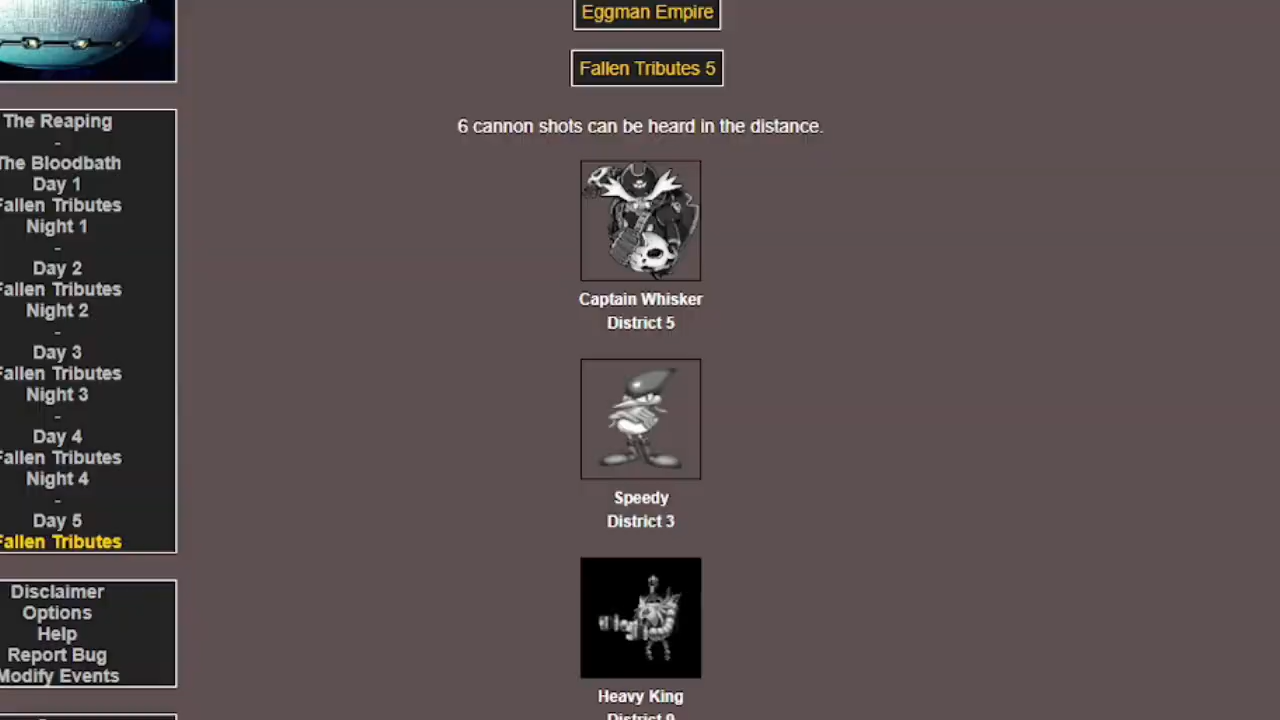 Eggman Empire
Fallen Tributes 5
6 cannon shots can be heard in the distance.
Captain Whisker
District 5
Speedy
District 3
Heavy King
The Reaping
-
The Bloodbath
Day 1
Fallen Tributes
Night 1
-
Day 2
Fallen Tributes
Night 2
-
Day 3
Fallen Tributes
Night 3
-
Day 4
Fallen Tributes
Night 4
-
Day 5
Fallen Tributes
Disclaimer
Options
Help
Report Bug
Modify Events